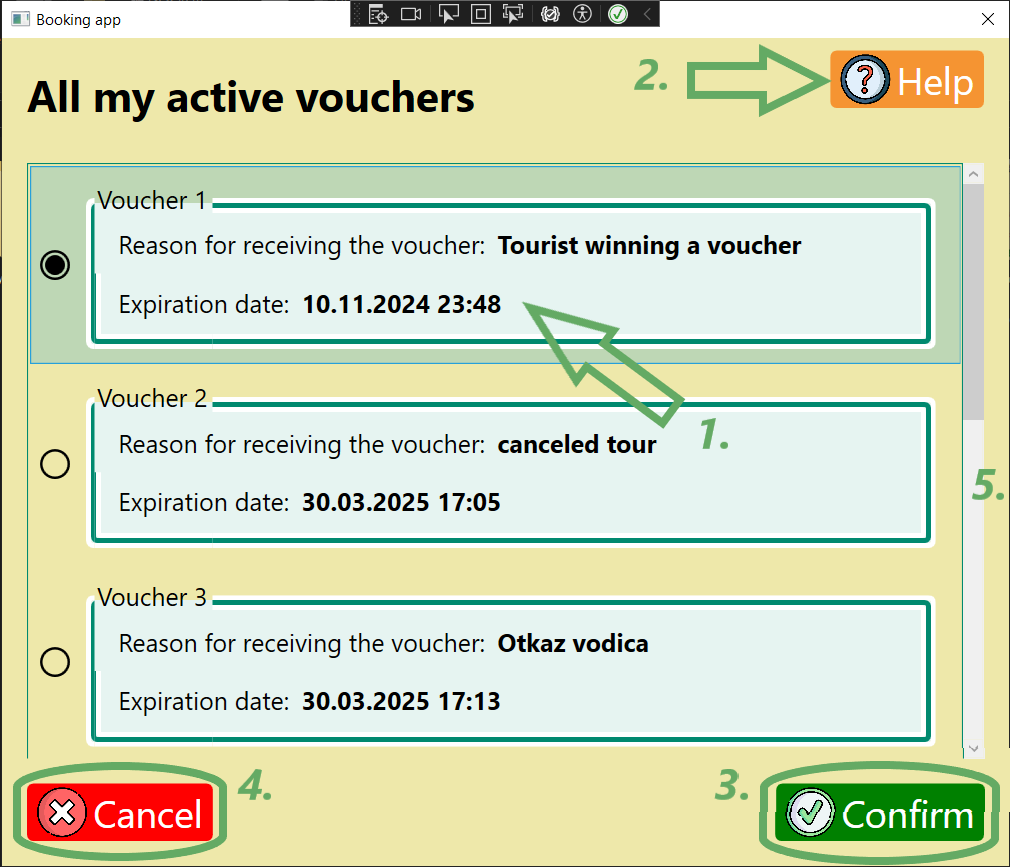 Booking app
All my active vouchers
2.
Help
Voucher 1
Reason for receiving the voucher: Tourist winning a voucher
Expiration date: 10.11.2024 23:48
1.
Voucher 2
Reason for receiving the voucher: canceled tour
Expiration date: 30.03.2025 17:05
5.
Voucher 3
Reason for receiving the voucher: Otkaz vodica
Expiration date: 30.03.2025 17:13
Cancel
4.
3.
Confirm